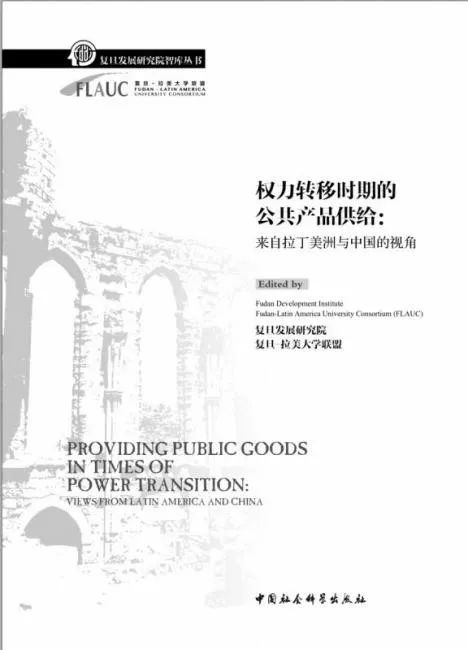 复旦发展研究院智库丛书
FLAUC
复旦-拉美大学联盟
FUDAN-LATIN AMERICA
UNIVERSITY CONSORTIUM
权力转移时期的
公共产品供给：
来自拉丁美洲与中国的视角
Edited by
Fudan Development Institute
Fudan-Latin America University Consortium (FLAUC)
复旦发展研究院
复旦-拉美大学联盟
PROVIDING PUBLIC GOODS
IN TIMES OF
POWER TRANSITION:
VIEWS FROM LATIN AMERICA AND CHINA
中国社会科学出版社